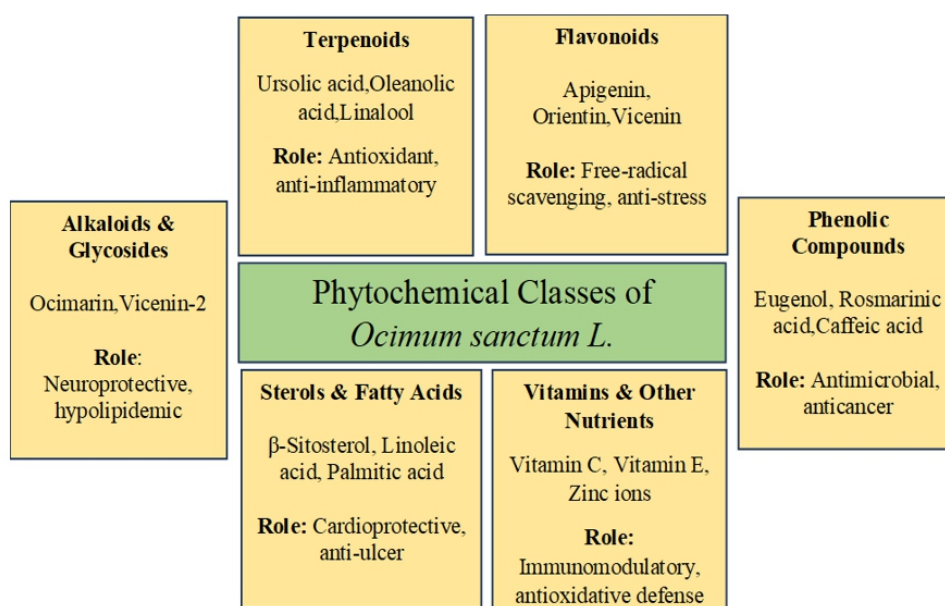 Terpenoids
Ursolic acid,Oleanolic
acid,Linalool
Role: Antioxidant,
anti-inflammatory
Flavonoids
Apigenin,
Orientin,Vicenin
Role: Free-radical
scavenging, anti-stress
Alkaloids &
Glycosides
Ocimarin,Vicenin-2
Role:
Neuroprotective,
hypolipidemic
Phytochemical Classes of
Ocimum sanctum L.
Phenolic
Compounds
Eugenol, Rosmarinic
acid,Caffeic acid
Role: Antimicrobial,
anticancer
Sterols & Fatty Acids
β-Sitosterol, Linoleic
acid, Palmitic acid
Role: Cardioprotective,
anti-ulcer
Vitamins & Other
Nutrients
Vitamin C, Vitamin E,
Zinc ions
Role:
Immunomodulatory,
antioxidative defense